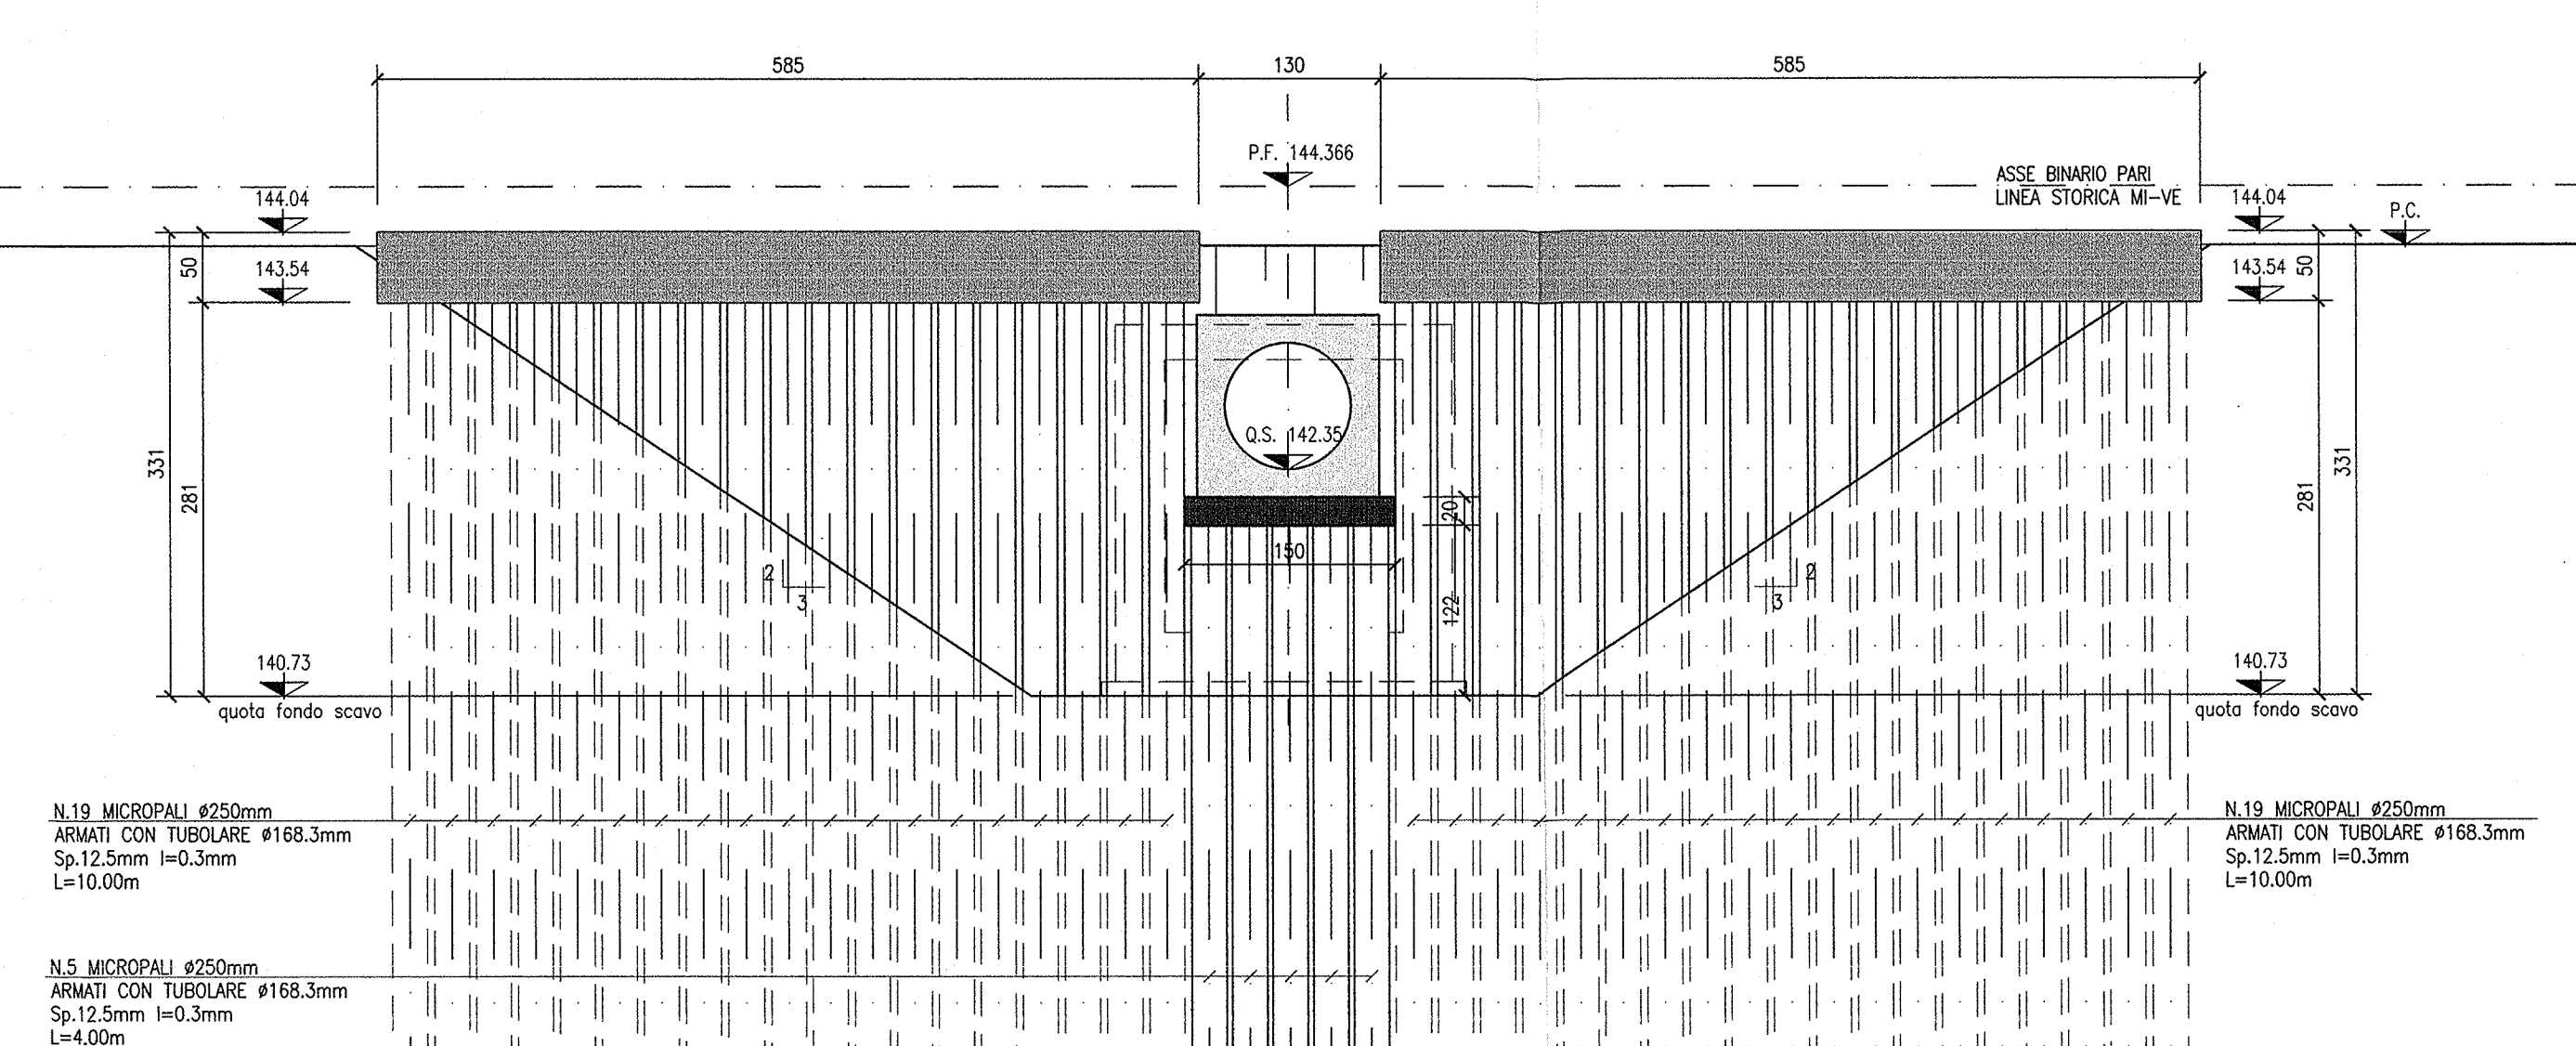 585
130
585
P.F. 144.366
ASSE BINARIO PARI
LINEA STORICA MI-VE
144.04
144.04
P.C.
50
143.54
143.54
50
Q.S. 142.35
331
281
20
281
331
150
2
3
122
2
3
140.73
quota fondo scavo
140.73
quota fondo scavo
N.19 MICROPALI ø250mm
ARMATI CON TUBOLARE ø168.3mm
Sp.12.5mm I=0.3mm
L=10.00m
N.19 MICROPALI ø250mm
ARMATI CON TUBOLARE ø168.3mm
Sp.12.5mm I=0.3mm
L=10.00m
N.5 MICROPALI ø250mm
ARMATI CON TUBOLARE ø168.3mm
Sp.12.5mm I=0.3mm
L=4.00m